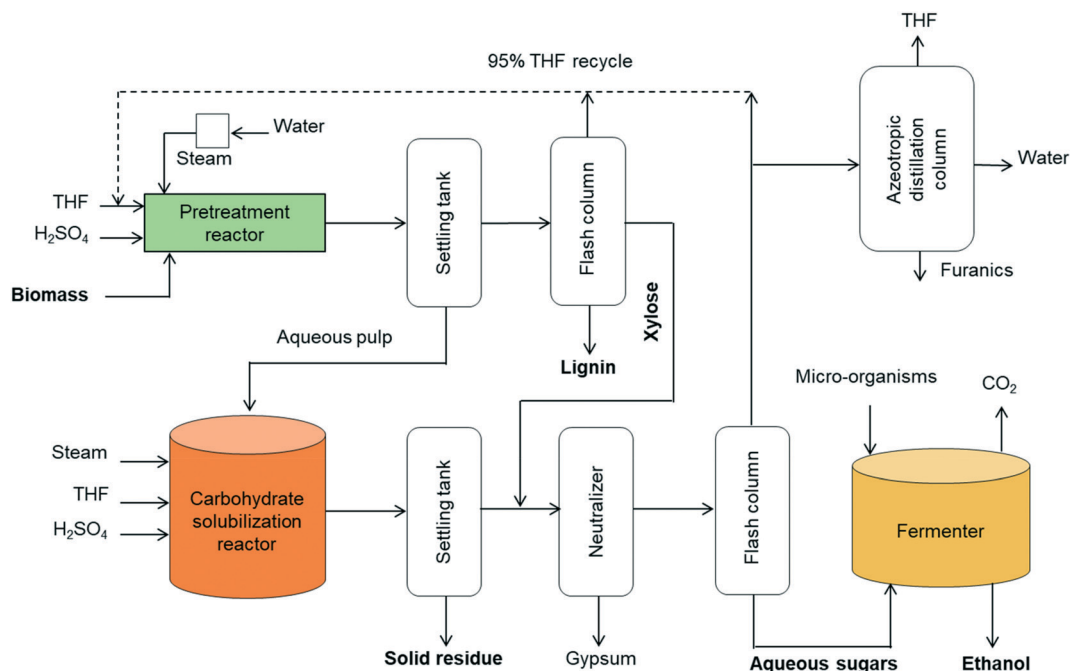 THF
95% THF recycle
Water
Steam
Azeotropic
distillation
column
Water
THF
H₂SO₄
Pretreatment
reactor
Settling tank
Flash column
Furanics
Biomass
Xylose
Aqueous pulp
Lignin
Micro-organisms
CO₂
Steam
THF
H₂SO₄
Carbohydrate
solubilization
reactor
Settling tank
Neutralizer
Flash column
Fermenter
Solid residue
Gypsum
Aqueous sugars
Ethanol